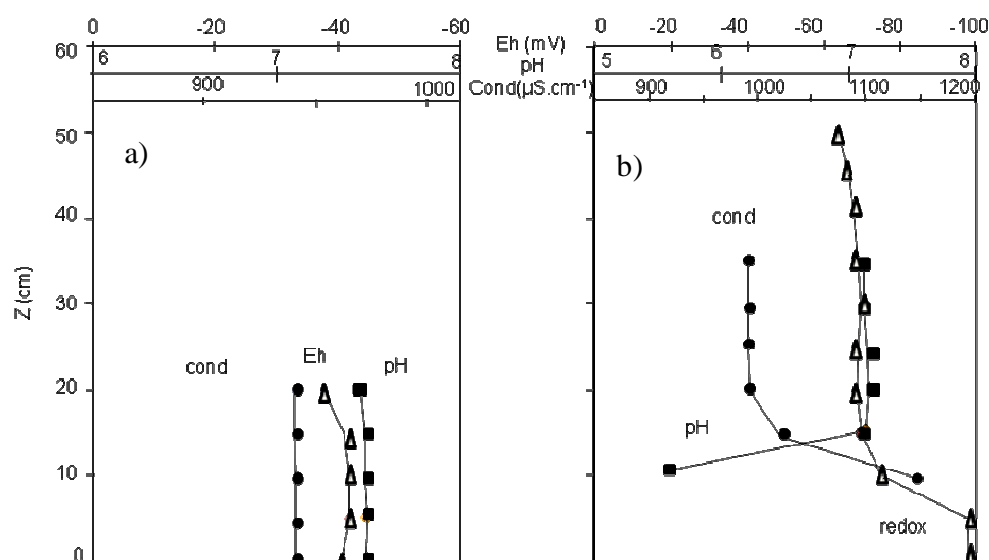 0 -20 -40 -60 Eh (mV) 0 -20 -40 -60 -80 -100
60 6 7 8 pH 5 6 7 8
900 1000 Cond(µS.cm-1) 900 1000 1100 1200
50 a) b)
40 cond
Z (cm)
30
Eh
cond pH
20
pH
10
redox
0